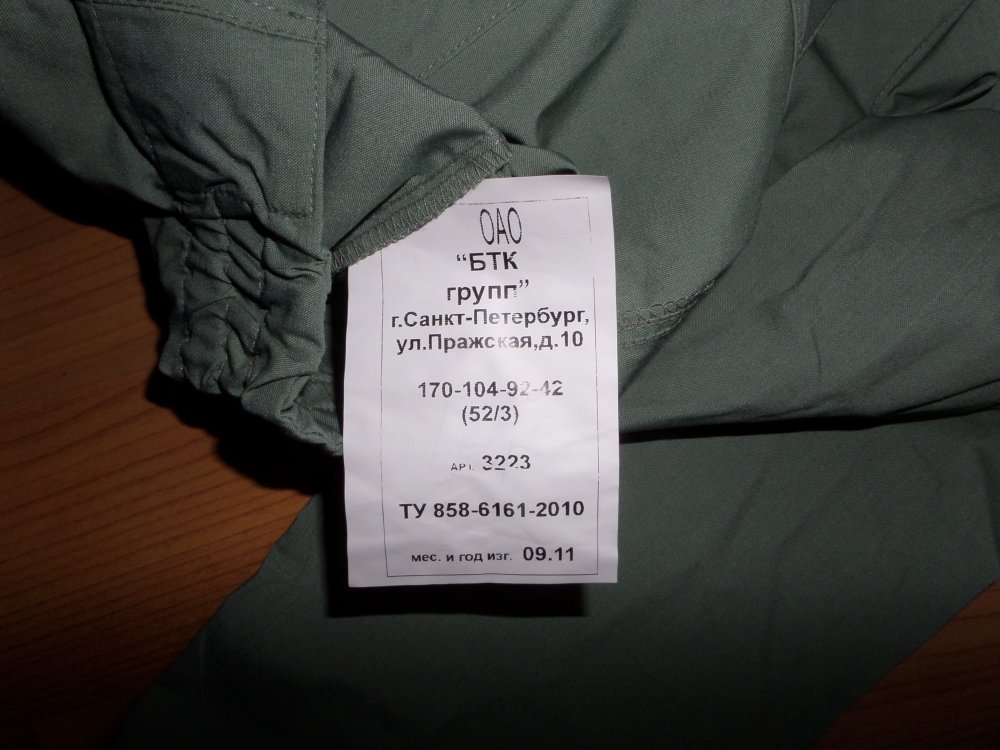 ОАО
“БТК
групп”
г.Санкт-Петербург,
ул.Пражская,д.10
170-104-92-42
(52/3)
АРТ. 3223
ТУ 858-6161-2010
мес. и год изг. 09.11